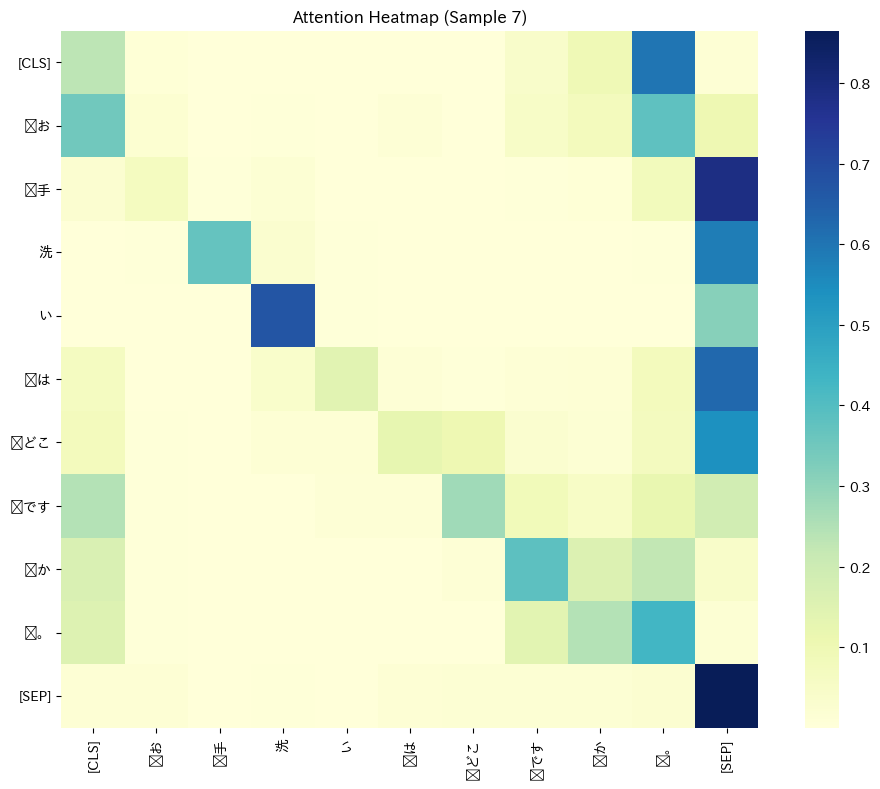 Attention Heatmap (Sample 7)
[CLS]
お
手
洗
い
は
どこ
です
か
。
[SEP]
[CLS]
お
手
洗
い
は
どこ
です
か
。
[SEP]
0.8
0.7
0.6
0.5
0.4
0.3
0.2
0.1